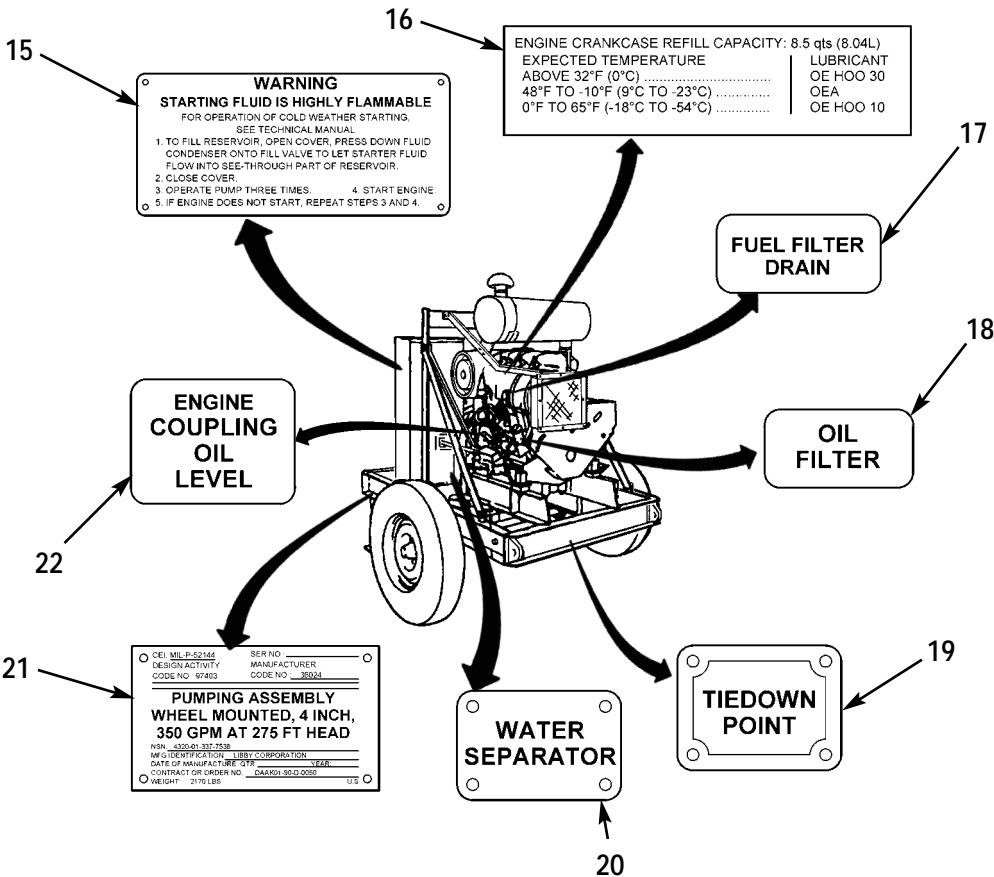 16
ENGINE CRANKCASE REFILL CAPACITY: 8.5 qts (8.04L)
EXPECTED TEMPERATURE LUBRICANT
ABOVE 32°F (0°C) .................................. OE HOO 30
48°F TO -10°F (9°C TO -23°C) .............. OEA
0°F TO 65°F (-18°C TO -54°C) .............. OE HOO 10
15
WARNING
STARTING FLUID IS HIGHLY FLAMMABLE
FOR OPERATION OF COLD WEATHER STARTING,
SEE TECHNICAL MANUAL
1. TO FILL RESERVOIR, OPEN COVER, PRESS DOWN FLUID
CONDENSER ONTO FILL VALVE TO LET STARTER FLUID
FLOW INTO SEE-THROUGH PART OF RESERVOIR.
2. CLOSE COVER.
3. OPERATE PUMP THREE TIMES. 4. START ENGINE.
5. IF ENGINE DOES NOT START, REPEAT STEPS 3 AND 4.
17
FUEL FILTER
DRAIN
18
OIL
FILTER
ENGINE
COUPLING
OIL
LEVEL
22
21
CEI. MIL-P-52144 SER NO :
DESIGN ACTIVITY MANUFACTURER
CODE NO : 97403 CODE NO : 36024
PUMPING ASSEMBLY
WHEEL MOUNTED, 4 INCH,
350 GPM AT 275 FT HEAD
NSN. 4320-01-337-7538
MFG IDENTIFICATION LIBBY CORPORATION
DATE OF MANUFACTURE QTR YEAR:
CONTRACT OR ORDER NO. DAAK01-90-D-0050
WEIGHT: 2170 LBS U.S
19
TIEDOWN
POINT
WATER
SEPARATOR
20